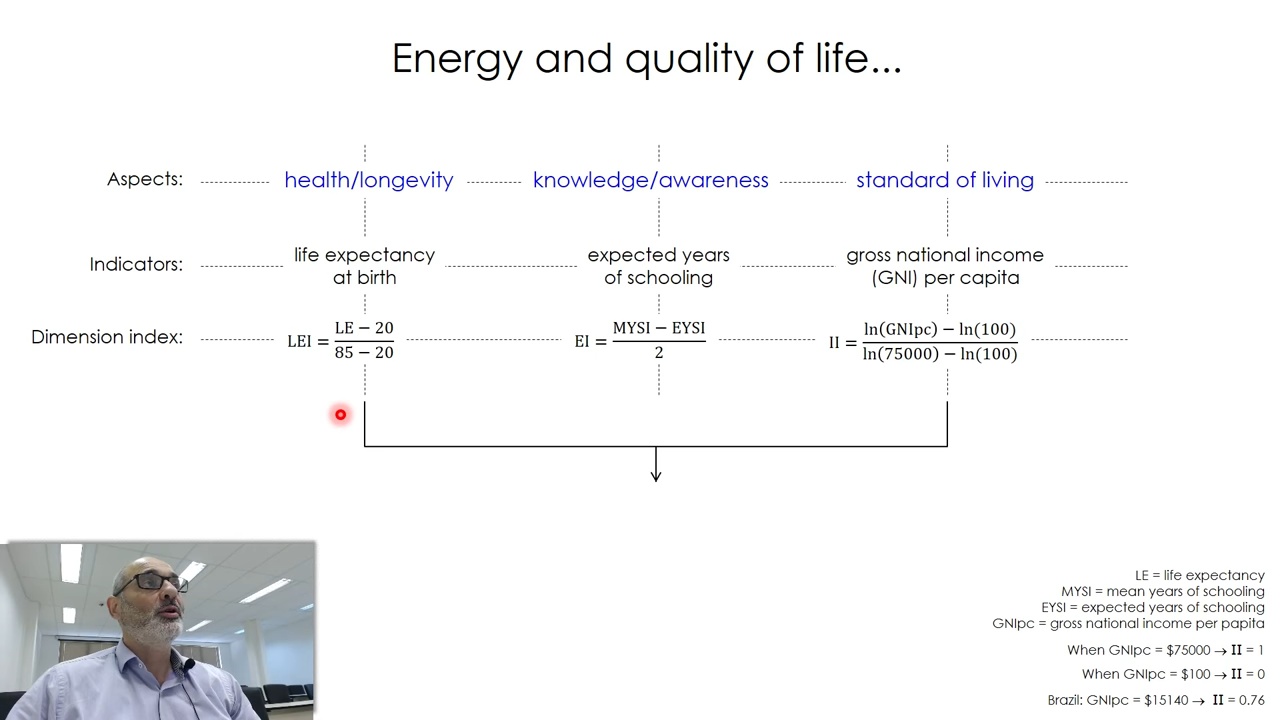 Energy and quality of life...
Aspects: health/longevity knowledge/awareness standard of living
Indicators: life expectancy at birth expected years of schooling gross national income (GNI) per capita
Dimension index: LEI = (LE − 20)/(85 − 20) EI = (MYSI − EYSI)/2 II = (ln(GNIpc) − ln(100))/(ln(75000) − ln(100))
LE = life expectancy
MYSI = mean years of schooling
EYSI = expected years of schooling
GNIpc = gross national income per papita
When GNIpc = $75000 → II = 1
When GNIpc = $100 → II = 0
Brazil: GNIpc = $15140 → II = 0.76